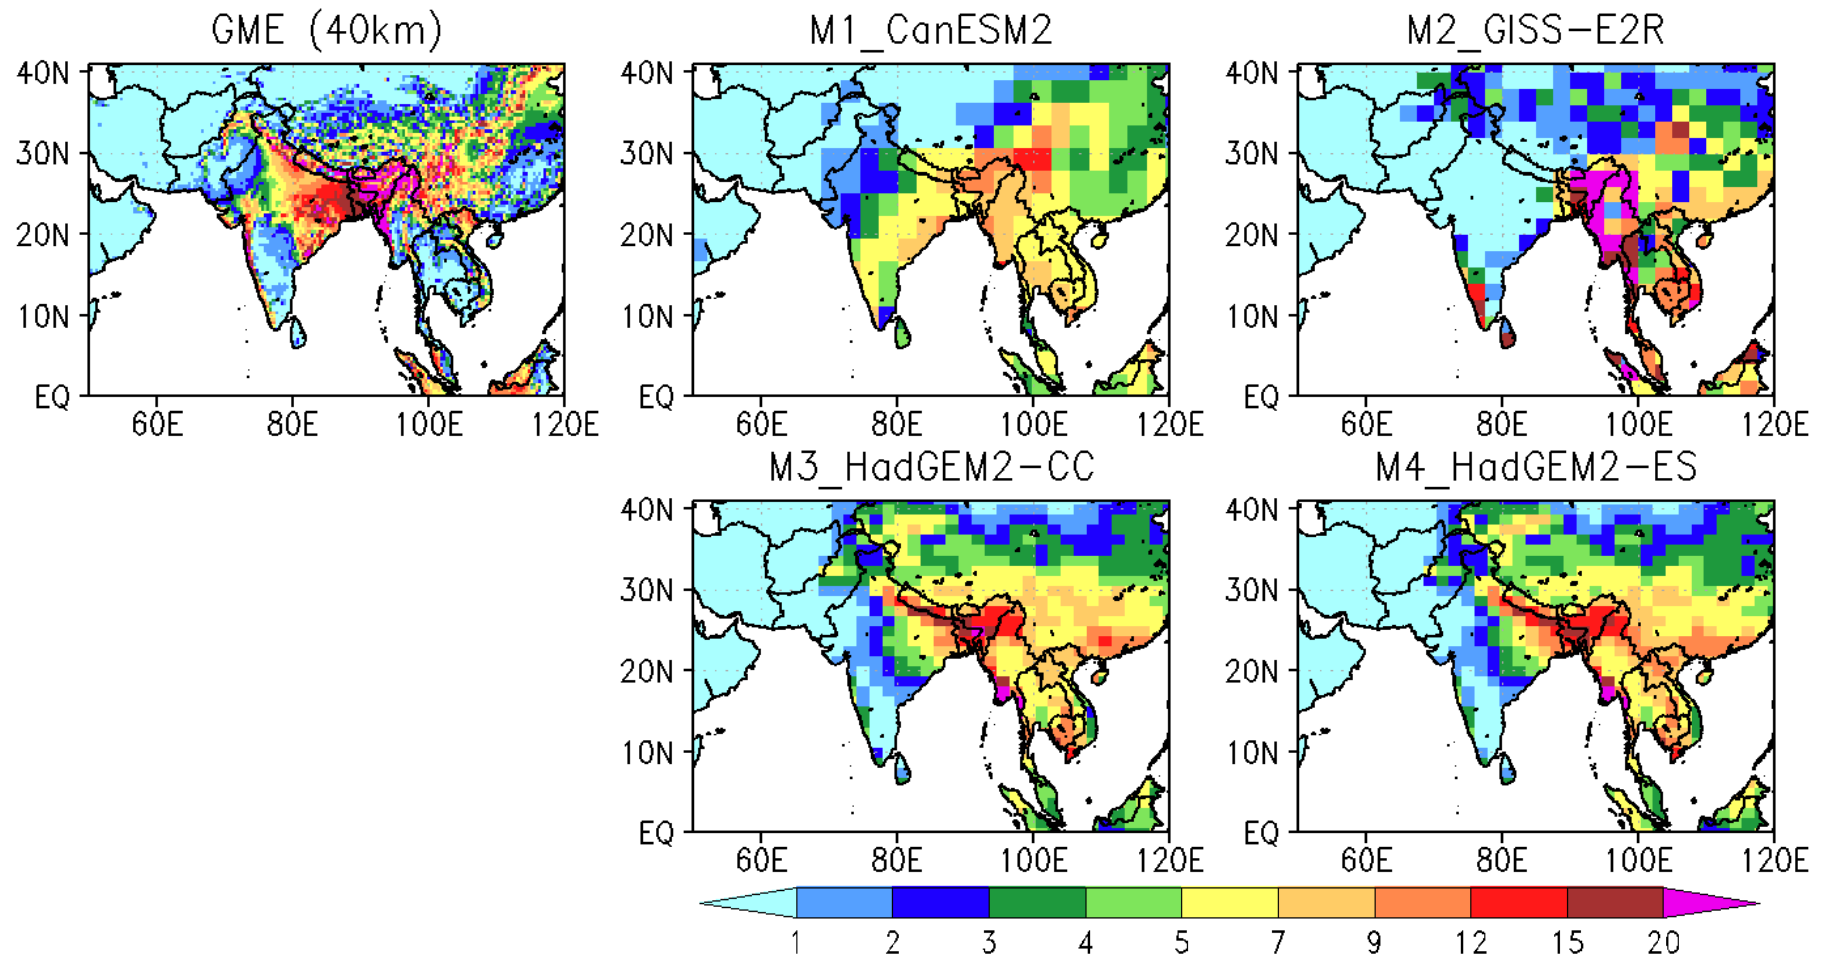 GME (40km)
M1_CanESM2
M2_GISS-E2R
40N
30N
20N
10N
EQ
60E 80E 100E 120E
40N
30N
20N
10N
EQ
60E 80E 100E 120E
40N
30N
20N
10N
EQ
60E 80E 100E 120E
M3_HadGEM2-CC
M4_HadGEM2-ES
40N
30N
20N
10N
EQ
60E 80E 100E 120E
40N
30N
20N
10N
EQ
60E 80E 100E 120E
1 2 3 4 5 7 9 12 15 20